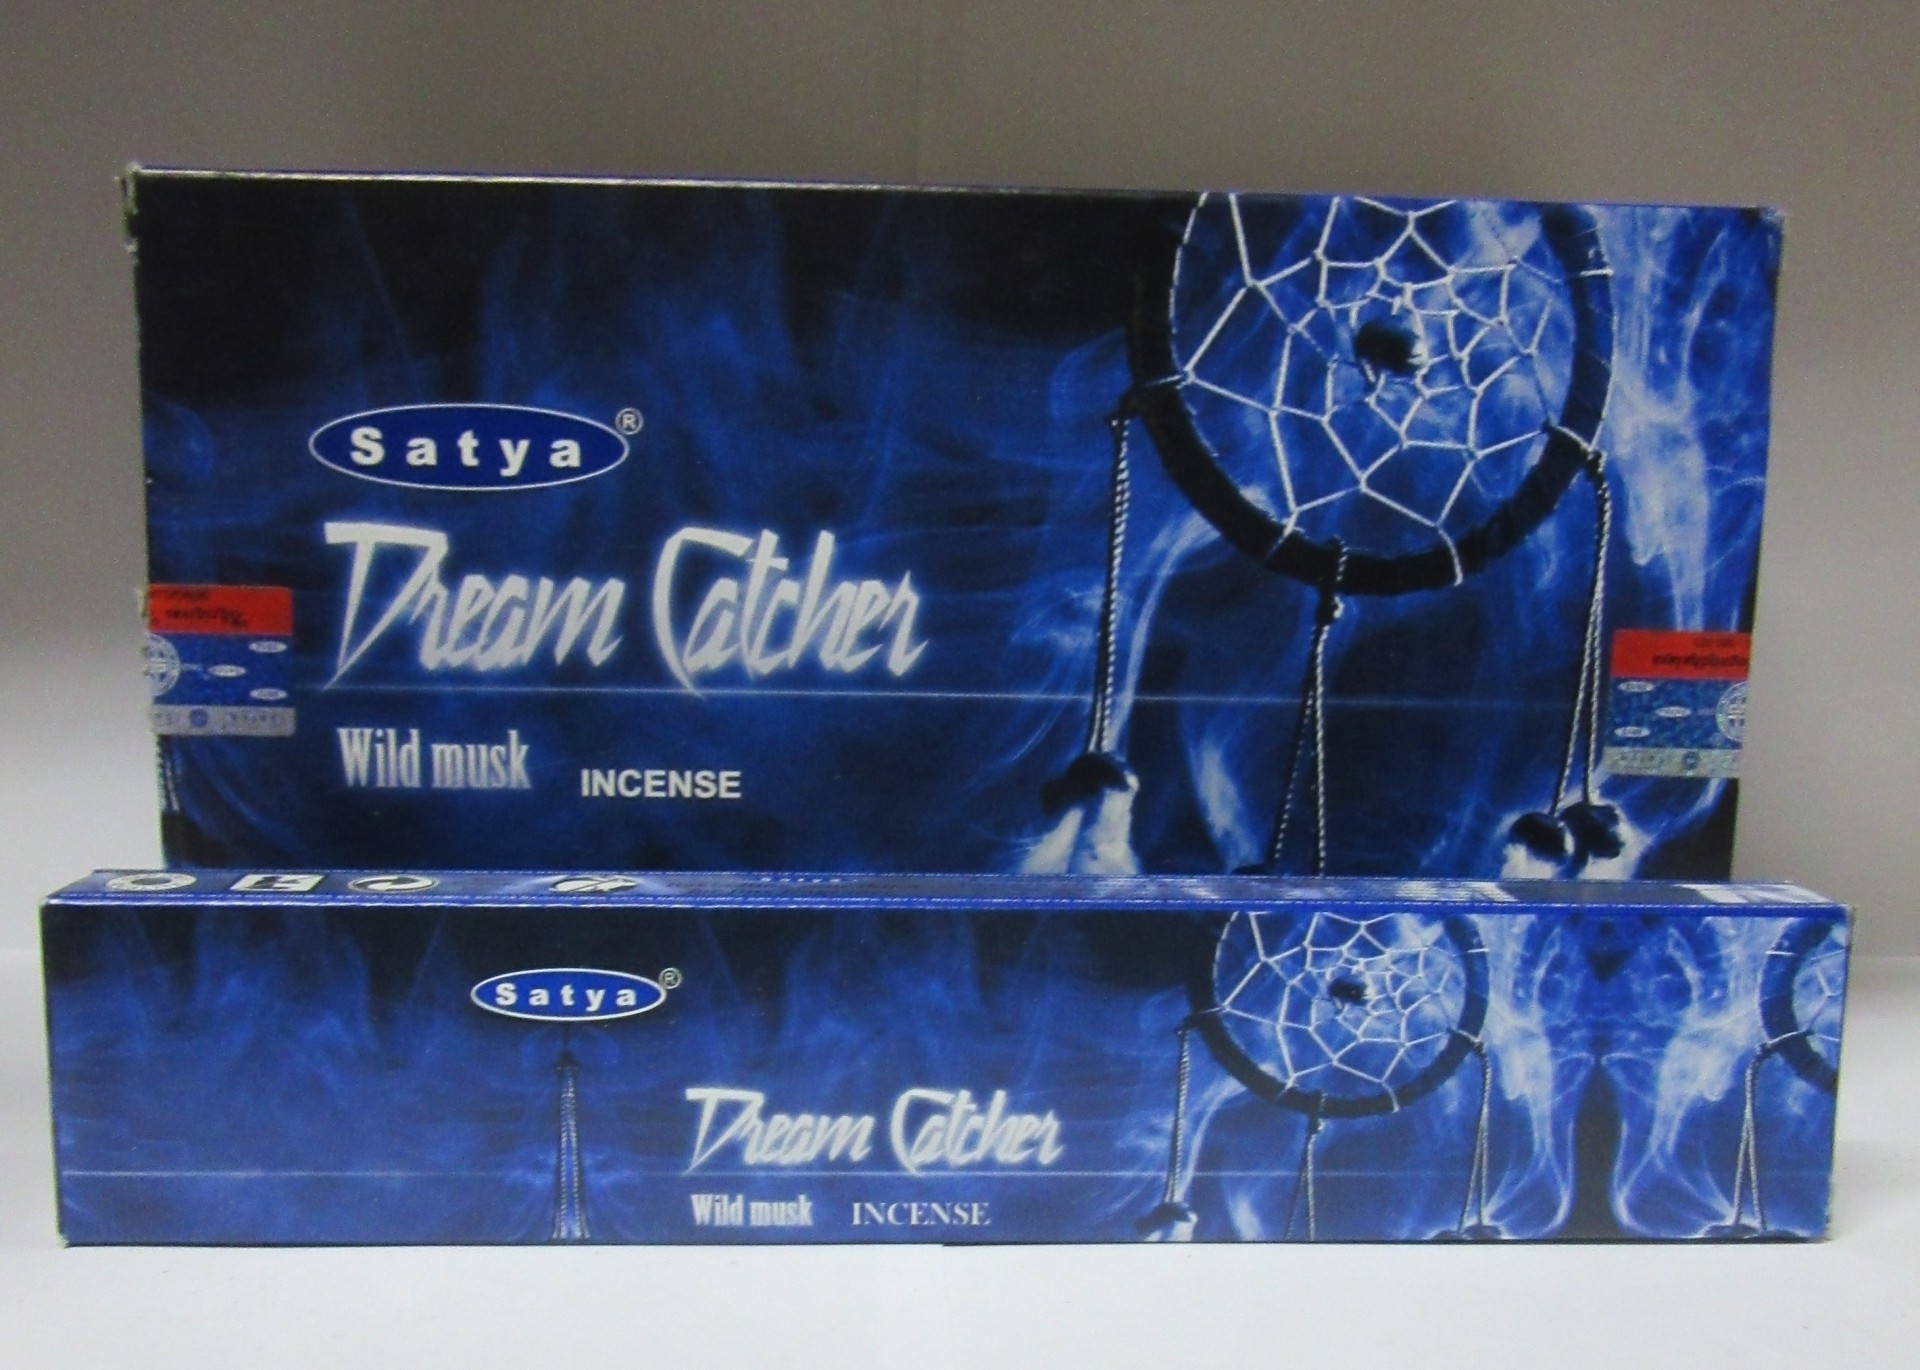 Satya®
Dream Catcher
Wild musk INCENSE
Satya®
Dream Catcher
Wild musk INCENSE